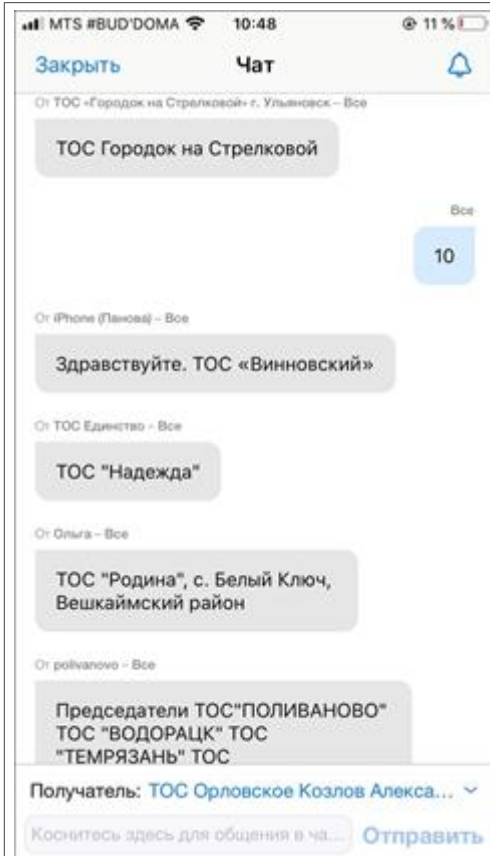 MTS #BUD'DOMA 10:48 @ 11 %
Закрыть Чат
От ТОС «Городок на Стрелковой» г. Ульяновск – Все
ТОС Городок на Стрелковой
Все
10
От iPhone (Панова) – Все
Здравствуйте. ТОС «Винновский»
От ТОС Единство – Все
ТОС "Надежда"
От Ольга – Все
ТОС "Родина", с. Белый Ключ,
Вешкаймский район
От polivanovo – Все
Председатели ТОС"ПОЛИВАНОВО"
ТОС "ВОДОРАЦК" ТОС
"ТЕМРЯЗАНЬ" ТОС
Получатель: ТОС Орловское Козлов Алекса...
Коснитесь здесь для общения в ча... Отправить